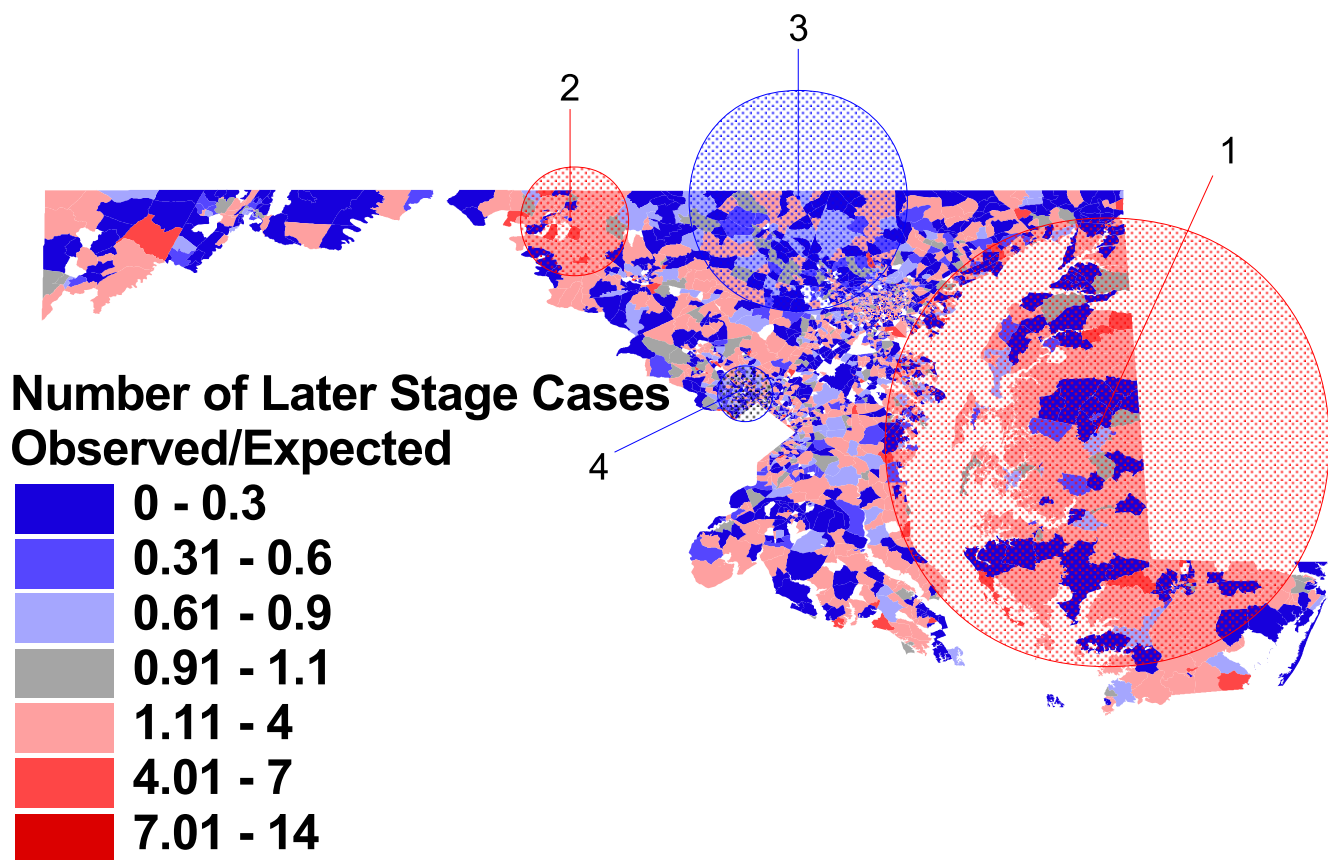 3
2
1
Number of Later Stage Cases
Observed/Expected
4
0 - 0.3
0.31 - 0.6
0.61 - 0.9
0.91 - 1.1
1.11 - 4
4.01 - 7
7.01 - 14